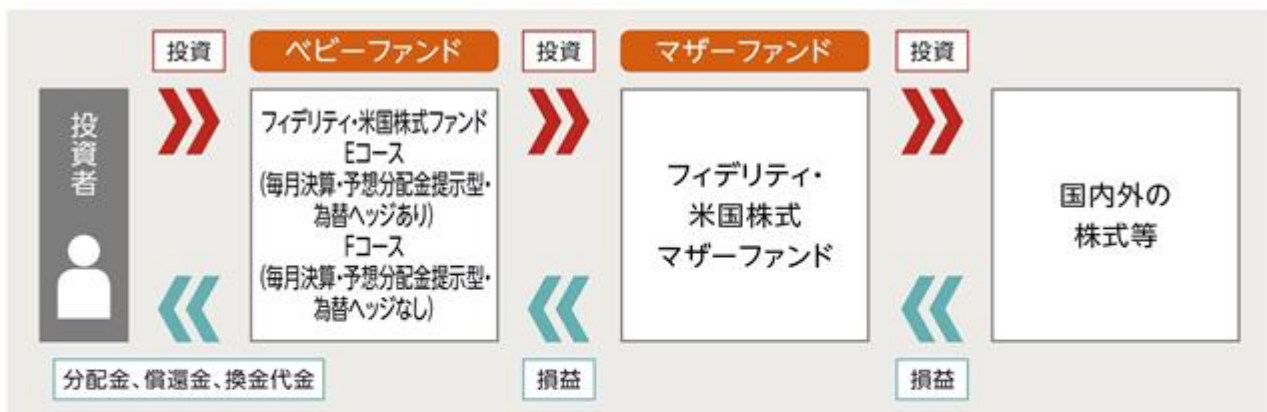 投資
ベビーファンド
投資
マザーファンド
投資
投資者
フィデリティ・米国株式ファンド
Eコース
(毎月決算・予想分配金提示型・
為替ヘッジあり)
Fコース
(毎月決算・予想分配金提示型・
為替ヘッジなし)
フィデリティ・
米国株式
マザーファンド
国内外の
株式等
分配金、償還金、換金代金
損益
損益